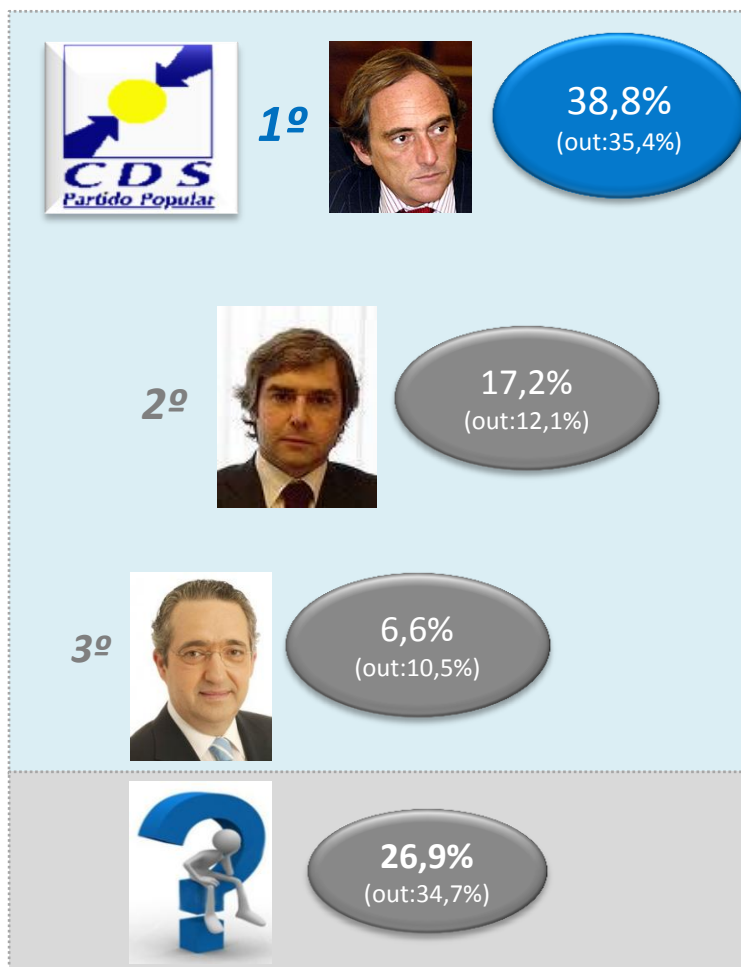 CDS
Partido Popular
1º
38,8%
(out:35,4%)
2º
17,2%
(out:12,1%)
3º
6,6%
(out:10,5%)
26,9%
(out:34,7%)